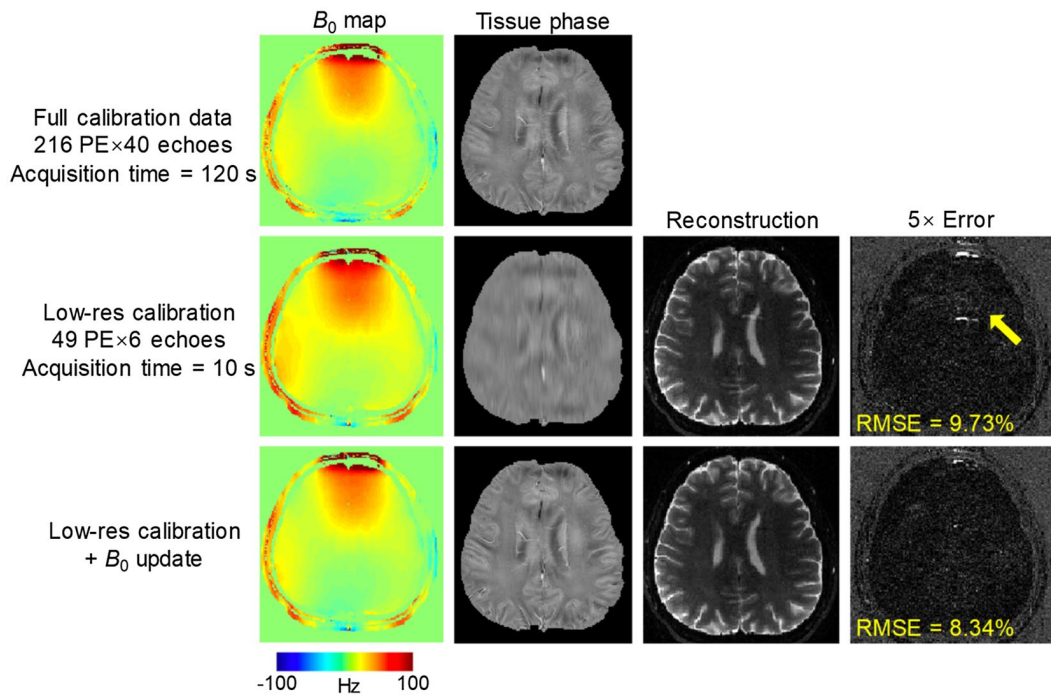 B₀ map
Tissue phase
Full calibration data
216 PE×40 echoes
Acquisition time = 120 s
Reconstruction
5× Error
Low-res calibration
49 PE×6 echoes
Acquisition time = 10 s
RMSE = 9.73%
Low-res calibration
+ B₀ update
RMSE = 8.34%
-100
Hz
100